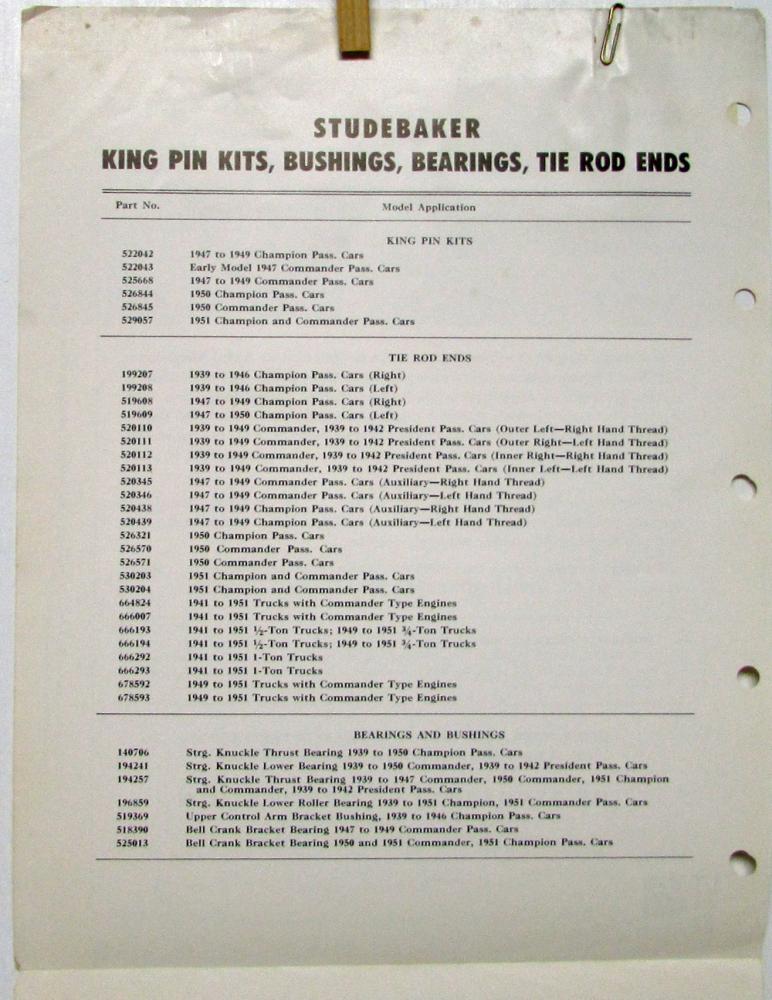 STUDEBAKER
KING PIN KITS, BUSHINGS, BEARINGS, TIE ROD ENDS
Part No. Model Application
KING PIN KITS
522042 1947 to 1949 Champion Pass. Cars
522043 Early Model 1947 Commander Pass. Cars
525668 1947 to 1949 Commander Pass. Cars
526844 1950 Champion Pass. Cars
526845 1950 Commander Pass. Cars
529057 1951 Champion and Commander Pass. Cars
TIE ROD ENDS
199207 1939 to 1946 Champion Pass. Cars (Right)
199208 1939 to 1946 Champion Pass. Cars (Left)
519608 1947 to 1949 Champion Pass. Cars (Right)
519609 1947 to 1950 Champion Pass. Cars (Left)
520110 1939 to 1949 Commander, 1939 to 1942 President Pass. Cars (Outer Left—Right Hand Thread)
520111 1939 to 1949 Commander, 1939 to 1942 President Pass. Cars (Outer Right—Left Hand Thread)
520112 1939 to 1949 Commander, 1939 to 1942 President Pass. Cars (Inner Right—Right Hand Thread)
520113 1939 to 1949 Commander, 1939 to 1942 President Pass. Cars (Inner Left—Left Hand Thread)
520345 1947 to 1949 Commander Pass. Cars (Auxiliary—Right Hand Thread)
520346 1947 to 1949 Commander Pass. Cars (Auxiliary—Left Hand Thread)
520438 1947 to 1949 Champion Pass. Cars (Auxiliary—Right Hand Thread)
520439 1947 to 1949 Champion Pass. Cars (Auxiliary—Left Hand Thread)
526321 1950 Champion Pass. Cars
526570 1950 Commander Pass. Cars
526571 1950 Commander Pass. Cars
530203 1951 Champion and Commander Pass. Cars
530204 1951 Champion and Commander Pass. Cars
664824 1941 to 1951 Trucks with Commander Type Engines
666007 1941 to 1951 Trucks with Commander Type Engines
666193 1941 to 1951 ½-Ton Trucks; 1949 to 1951 ¾-Ton Trucks
666194 1941 to 1951 ½-Ton Trucks; 1949 to 1951 ¾-Ton Trucks
666292 1941 to 1951 1-Ton Trucks
666293 1941 to 1951 1-Ton Trucks
678592 1949 to 1951 Trucks with Commander Type Engines
678593 1949 to 1951 Trucks with Commander Type Engines
BEARINGS AND BUSHINGS
140706 Strg. Knuckle Thrust Bearing 1939 to 1950 Champion Pass. Cars
194241 Strg. Knuckle Lower Bearing 1939 to 1950 Commander, 1939 to 1942 President Pass. Cars
194257 Strg. Knuckle Thrust Bearing 1939 to 1947 Commander, 1950 Commander, 1951 Champion
and Commander, 1939 to 1942 President Pass. Cars
196859 Strg. Knuckle Lower Roller Bearing 1939 to 1951 Champion, 1951 Commander Pass. Cars
519369 Upper Control Arm Bracket Bushing, 1939 to 1946 Champion Pass. Cars
518390 Bell Crank Bracket Bearing 1947 to 1949 Commander Pass. Cars
525013 Bell Crank Bracket Bearing 1950 and 1951 Commander, 1951 Champion Pass. Cars